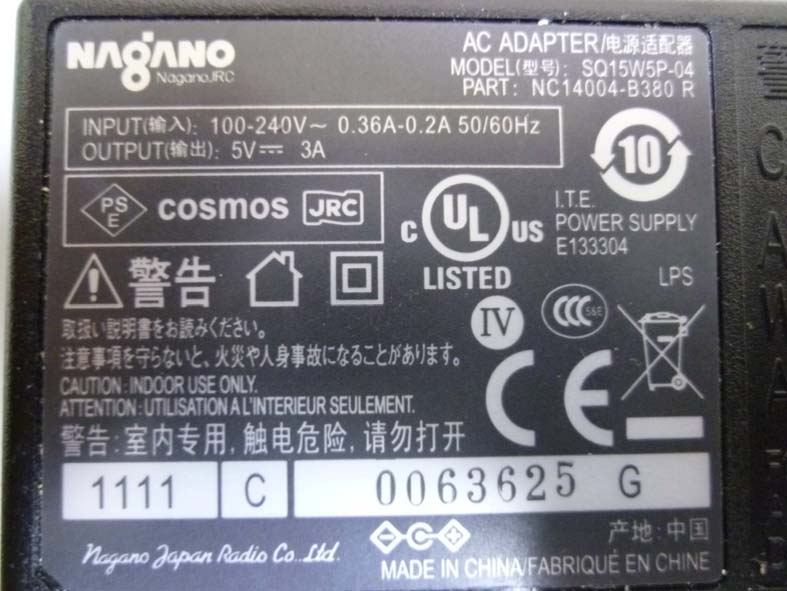 NAGANO
NaganoJRC
AC ADAPTER/电源适配器
MODEL(型号): SQ15W5P-04
PART: NC14004-B380 R
INPUT(输入): 100-240V～ 0.36A-0.2A 50/60Hz
OUTPUT(输出): 5V⎓ 3A
10
PS
E
cosmos JRC
C UL US
LISTED
I.T.E.
POWER SUPPLY
E133304
LPS
警告
IV
CCC S&E
取扱い説明書をお読みください。
注意事項を守らないと、火災や人身事故になることがあります。
CAUTION: INDOOR USE ONLY.
ATTENTION: UTILISATION A L'INTERIEUR SEULEMENT.
CE
警告: 室内专用, 触电危险, 请勿打开
1111 C 0063625 G
Nagano Japan Radio Co., Ltd.
产地: 中国
MADE IN CHINA/FABRIQUÉ EN CHINE